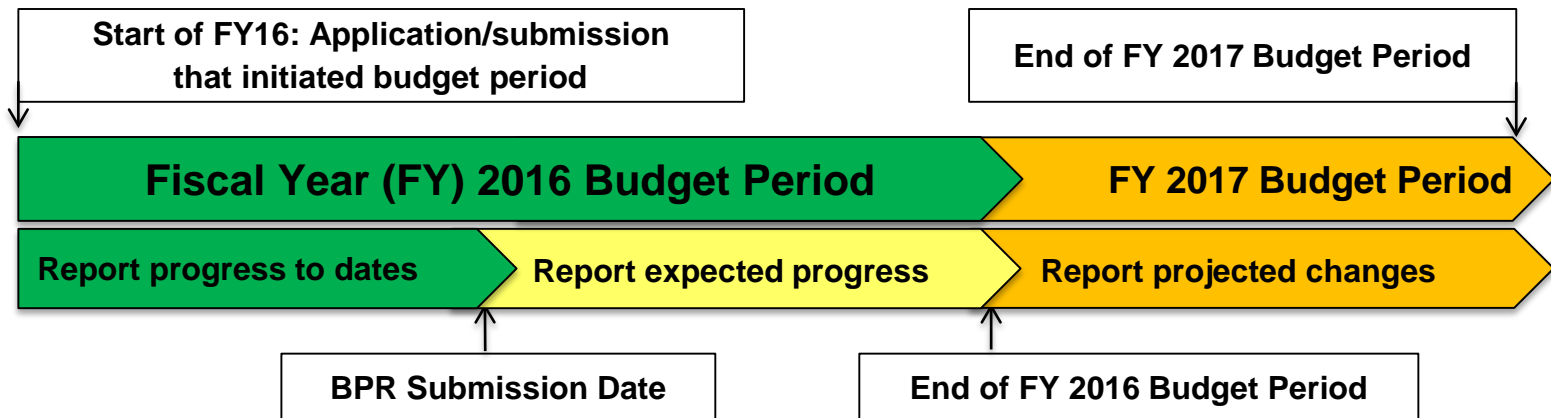 Start of FY16: Application/submission
that initiated budget period
End of FY 2017 Budget Period
Fiscal Year (FY) 2016 Budget Period
FY 2017 Budget Period
Report progress to dates
Report expected progress
Report projected changes
BPR Submission Date
End of FY 2016 Budget Period